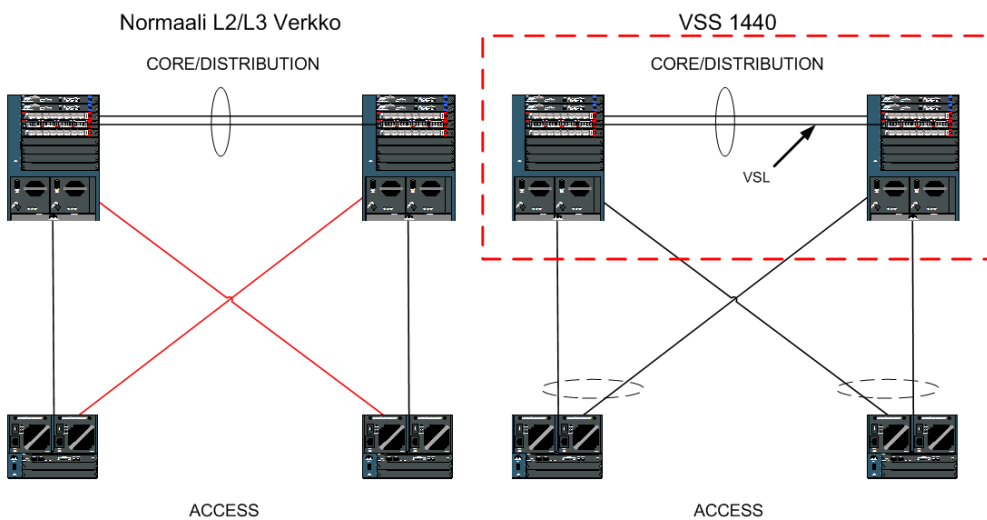 Normaali L2/L3 Verkko
CORE/DISTRIBUTION
ACCESS
VSS 1440
CORE/DISTRIBUTION
VSL
ACCESS